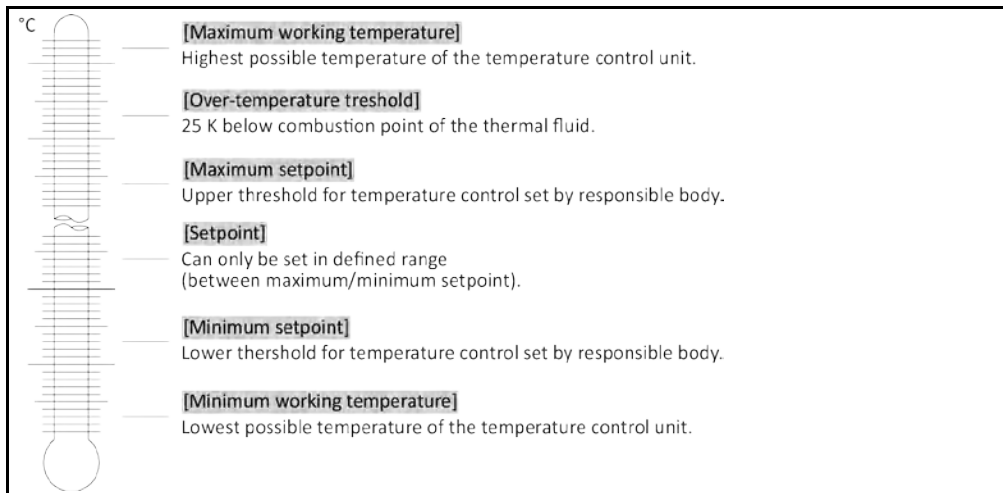 °C
[Maximum working temperature]
Highest possible temperature of the temperature control unit.
[Over-temperature treshold]
25 K below combustion point of the thermal fluid.
[Maximum setpoint]
Upper threshold for temperature control set by responsible body.
[Setpoint]
Can only be set in defined range
(between maximum/minimum setpoint).
[Minimum setpoint]
Lower thershold for temperature control set by responsible body.
[Minimum working temperature]
Lowest possible temperature of the temperature control unit.